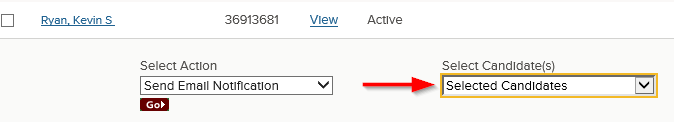 Ryan, Kevin S 36913681 View Active
Select Action Select Candidate(s)
Send Email Notification Selected Candidates
Go